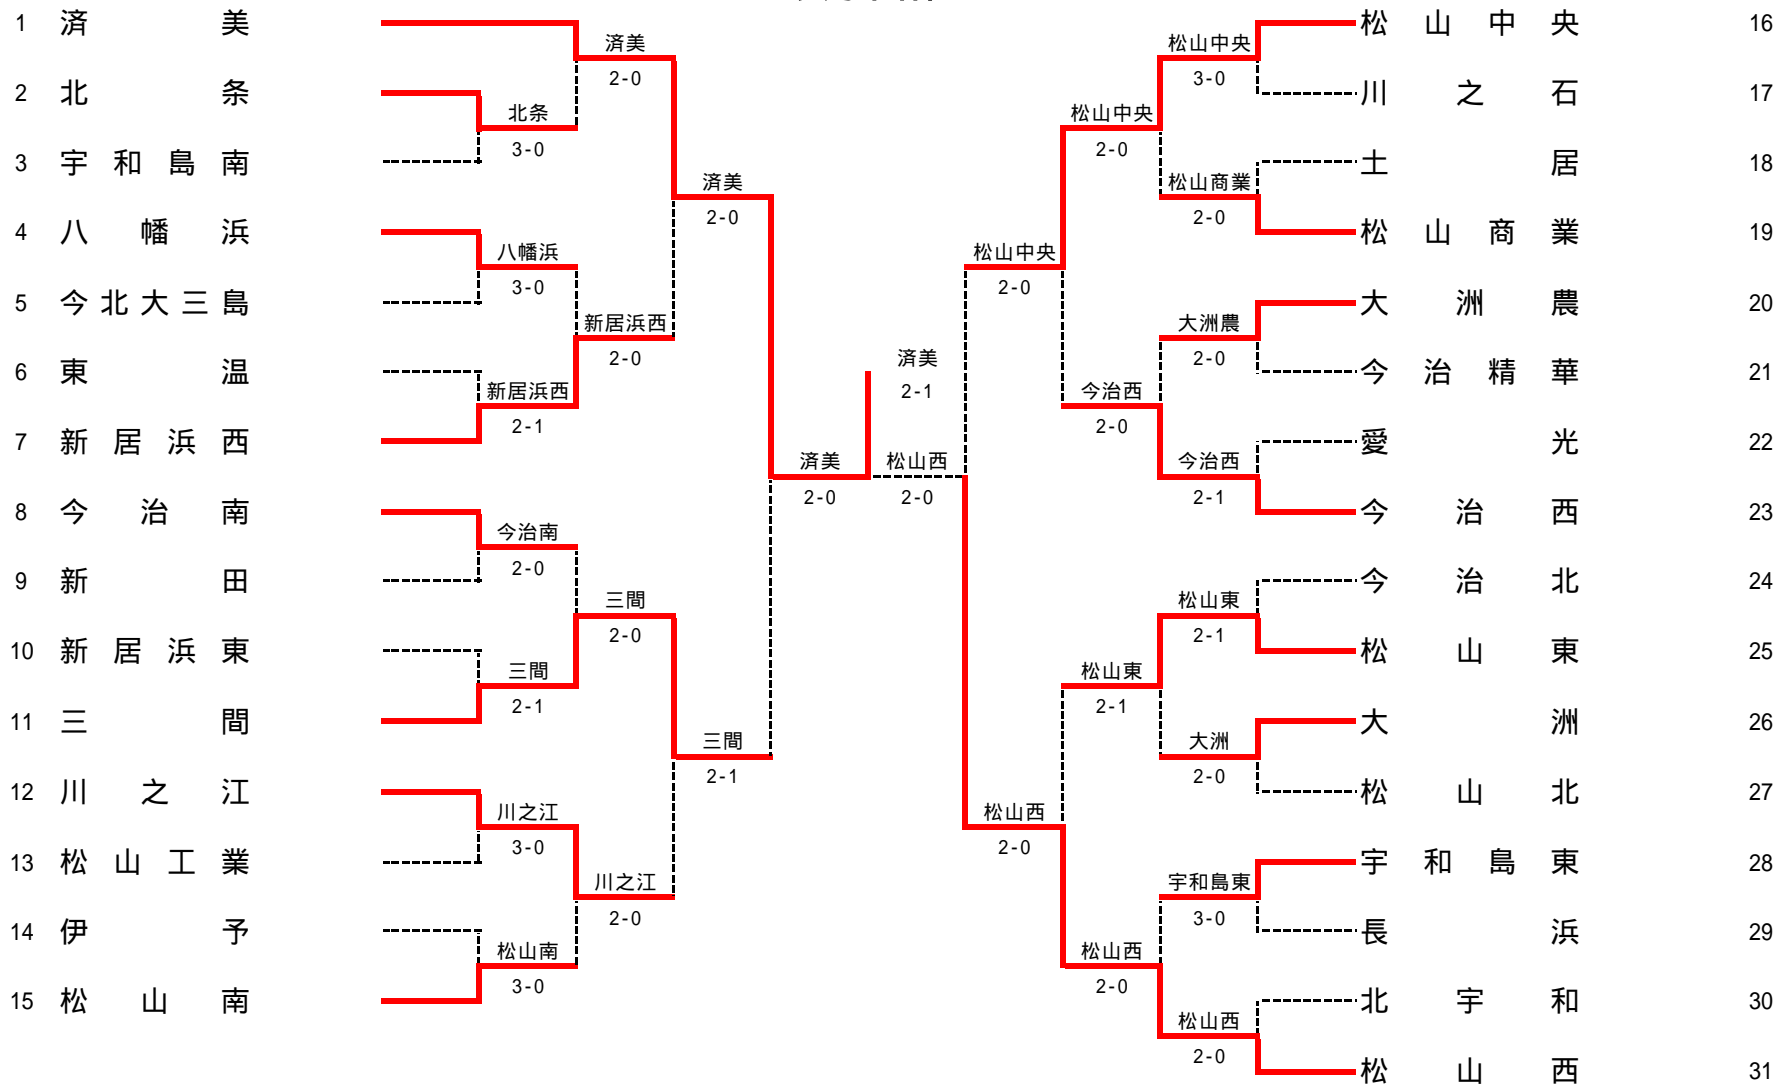 1 済美
2 北条
3 宇和島南
4 八幡浜
5 今北大三島
6 東温
7 新居浜西
8 今治南
9 新田
10 新居浜東
11 三間
12 川之江
13 松山工業
14 伊予
15 松山南
北条
3-0
八幡浜
3-0
新居浜西
2-1
今治南
2-0
三間
2-1
川之江
3-0
松山南
3-0
済美
2-0
新居浜西
2-0
三間
2-0
川之江
2-0
済美
2-0
三間
2-1
済美
2-0
済美
2-1
松山西
2-0
松山中央
2-0
松山西
2-0
松山中央
2-0
今治西
2-0
松山東
2-1
松山西
2-0
松山中央
3-0
松山商業
2-0
大洲農
2-0
今治西
2-1
松山東
2-1
大洲
2-0
宇和島東
3-0
松山西
2-0
松山中央 16
川之石 17
土居 18
松山商業 19
大洲農 20
今治精華 21
愛光 22
今治西 23
今治北 24
松山東 25
大洲 26
松山北 27
宇和島東 28
長浜 29
北宇和 30
松山西 31